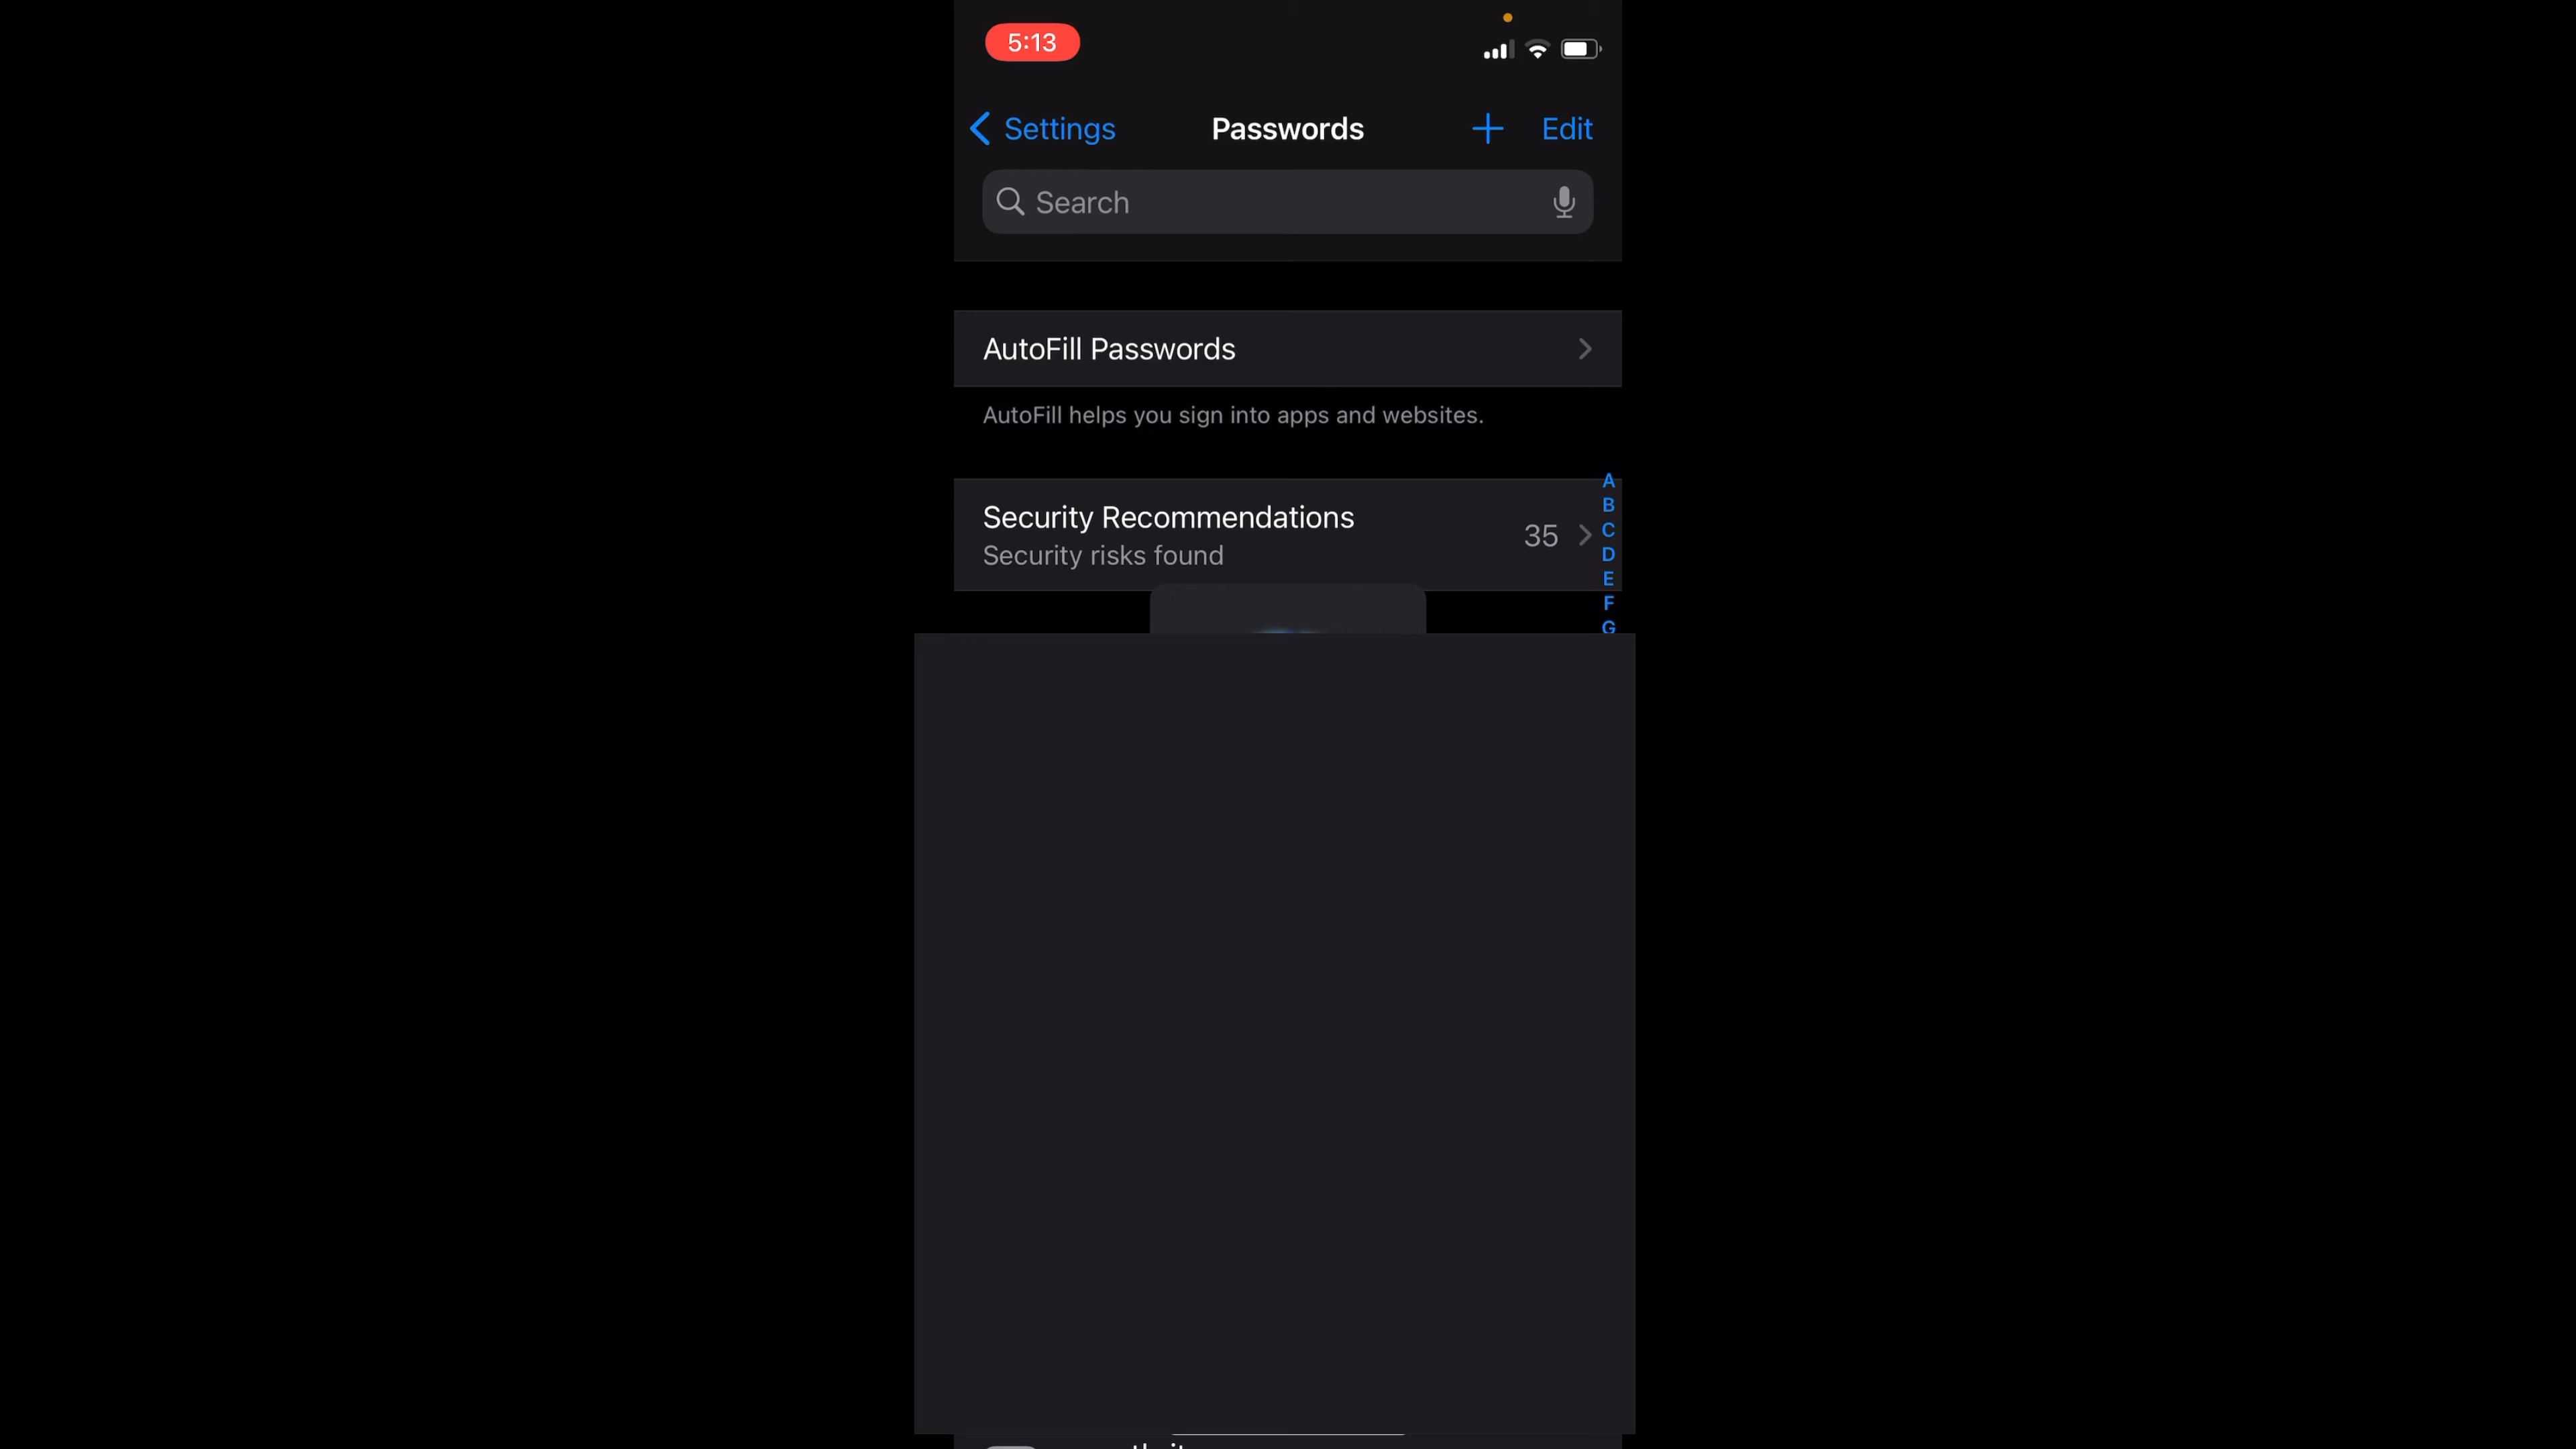 5:13
Settings
Passwords
Edit
Search
AutoFill Passwords
AutoFill helps you sign into apps and websites.
Security Recommendations
35
Security risks found
A
B
C
D
E
F
G